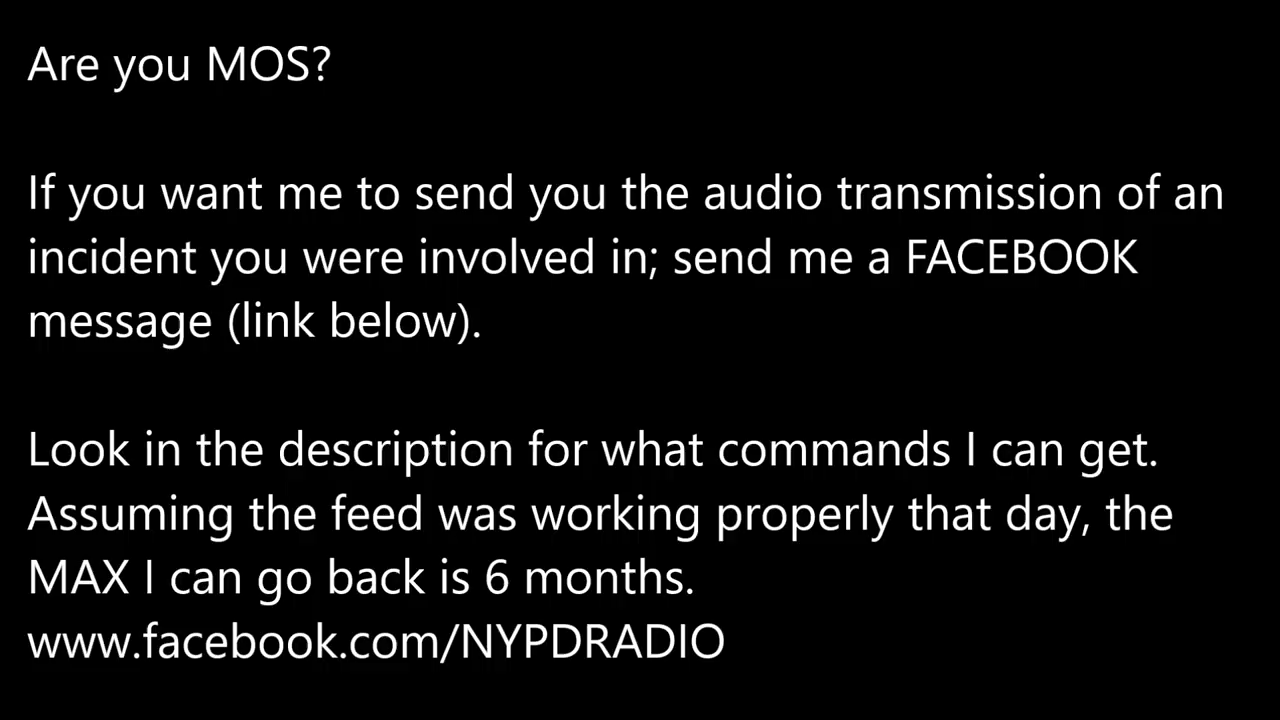 Are you MOS?
If you want me to send you the audio transmission of an
incident you were involved in; send me a FACEBOOK
message (link below).
Look in the description for what commands I can get.
Assuming the feed was working properly that day, the
MAX I can go back is 6 months.
www.facebook.com/NYPDRADIO